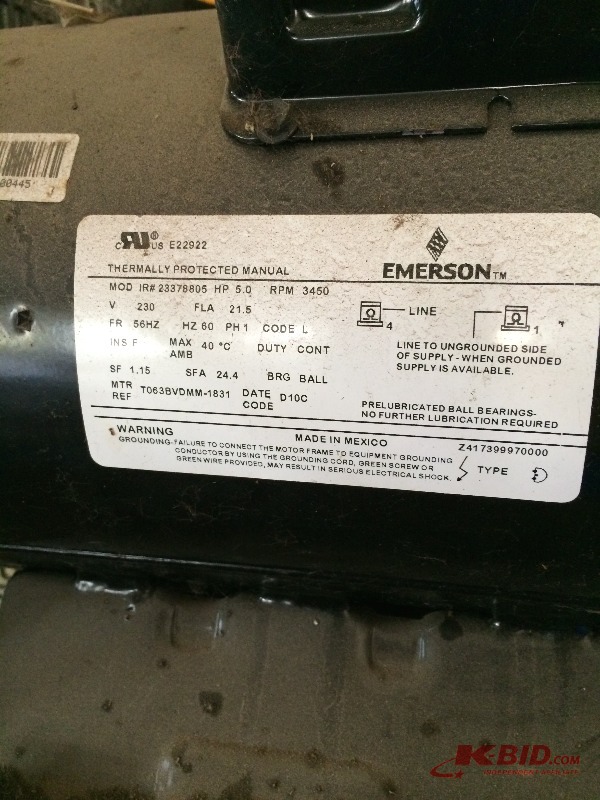 00445
C US ® E22922
THERMALLY PROTECTED MANUAL
EMERSON™
MOD IR# 23378805 HP 5.0 RPM 3450
V 230 FLA 21.5
FR 56HZ HZ 60 PH 1 CODE L
INS F MAX AMB 40 °C DUTY CONT
SF 1.15 SFA 24.4 BRG BALL
MTR REF T063BVDMM-1831 DATE CODE D10C
4 LINE 1
LINE TO UNGROUNDED SIDE
OF SUPPLY - WHEN GROUNDED
SUPPLY IS AVAILABLE.
PRELUBRICATED BALL BEARINGS-
NO FURTHER LUBRICATION REQUIRED
WARNING
MADE IN MEXICO
Z417399970000
GROUNDING-FAILURE TO CONNECT THE MOTOR FRAME TO EQUIPMENT GROUNDING
CONDUCTOR BY USING THE GROUNDING CORD, GREEN SCREW OR
GREEN WIRE PROVIDED, MAY RESULT IN SERIOUS ELECTRICAL SHOCK.
TYPE
K-BID.COM